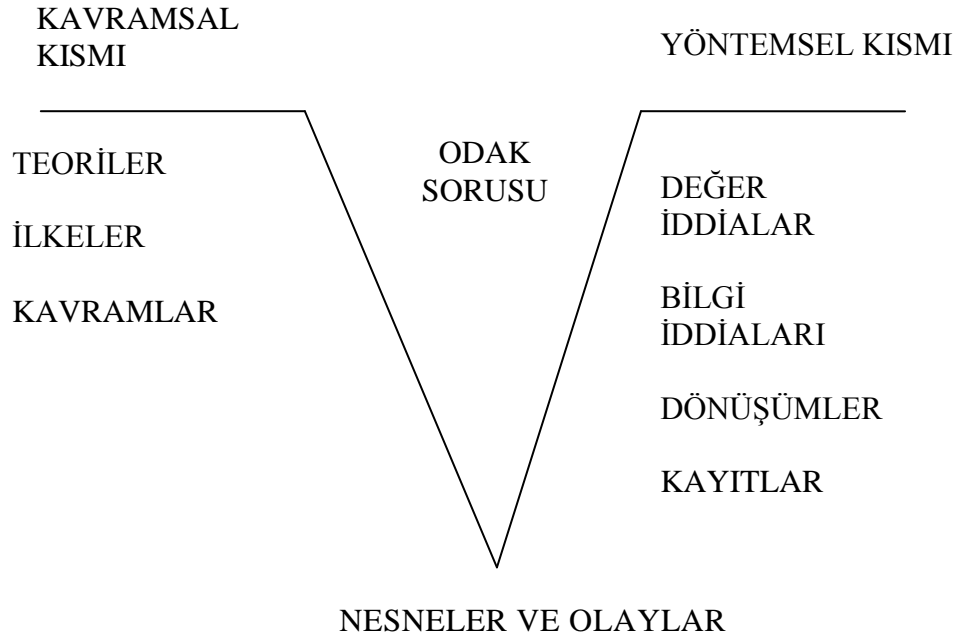 KAVRAMSAL
KISMI
YÖNTEMSEL KISMI
ODAK
SORUSU
TEORİLER
İLKELER
KAVRAMLAR
DEĞER
İDDİALAR
BİLGİ
İDDİALARI
DÖNÜŞÜMLER
KAYITLAR
NESNELER VE OLAYLAR